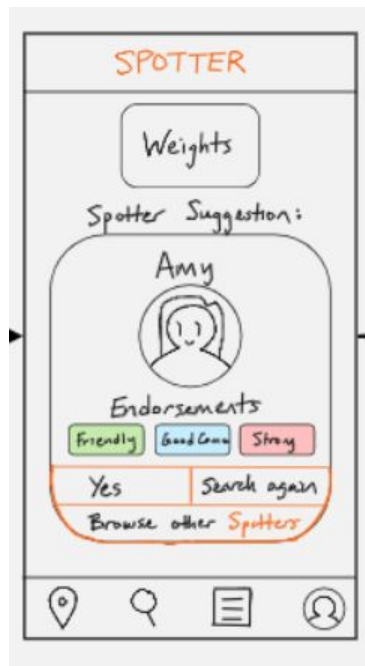 SPOTTER
Weights
Spotter Suggestion:
Amy
Endorsements
Friendly Good Comm Strong
Yes Search again
Browse other Spotters